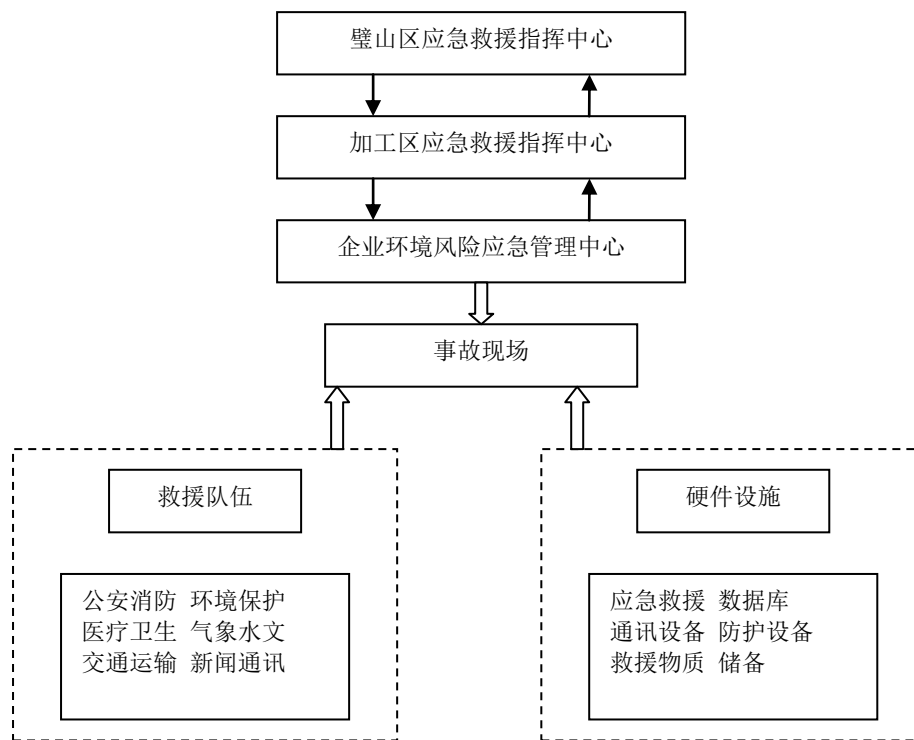 璧山区应急救援指挥中心
加工区应急救援指挥中心
企业环境风险应急管理中心
事故现场
救援队伍
公安消防 环境保护
医疗卫生 气象水文
交通运输 新闻通讯
硬件设施
应急救援 数据库
通讯设备 防护设备
救援物质 储备